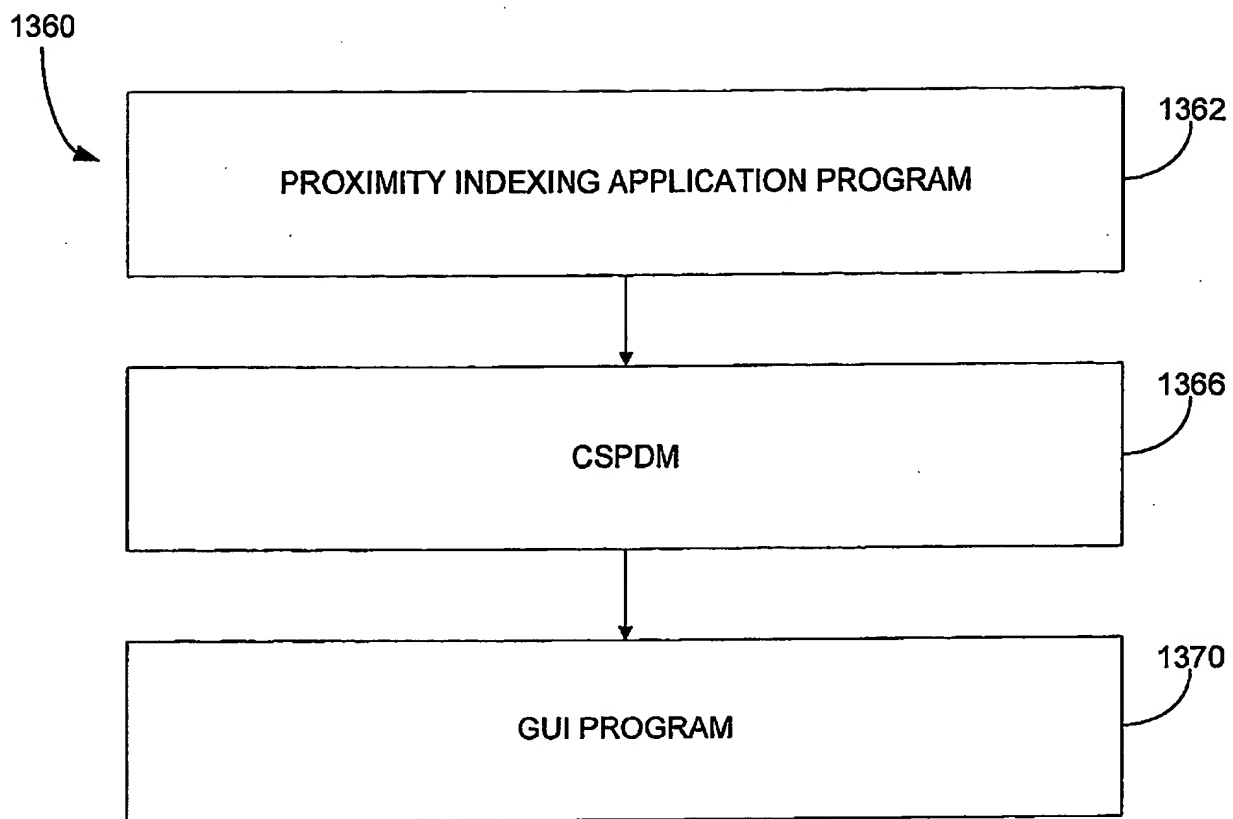 1360
1362
PROXIMITY INDEXING APPLICATION PROGRAM
1366
CSPDM
1370
GUI PROGRAM